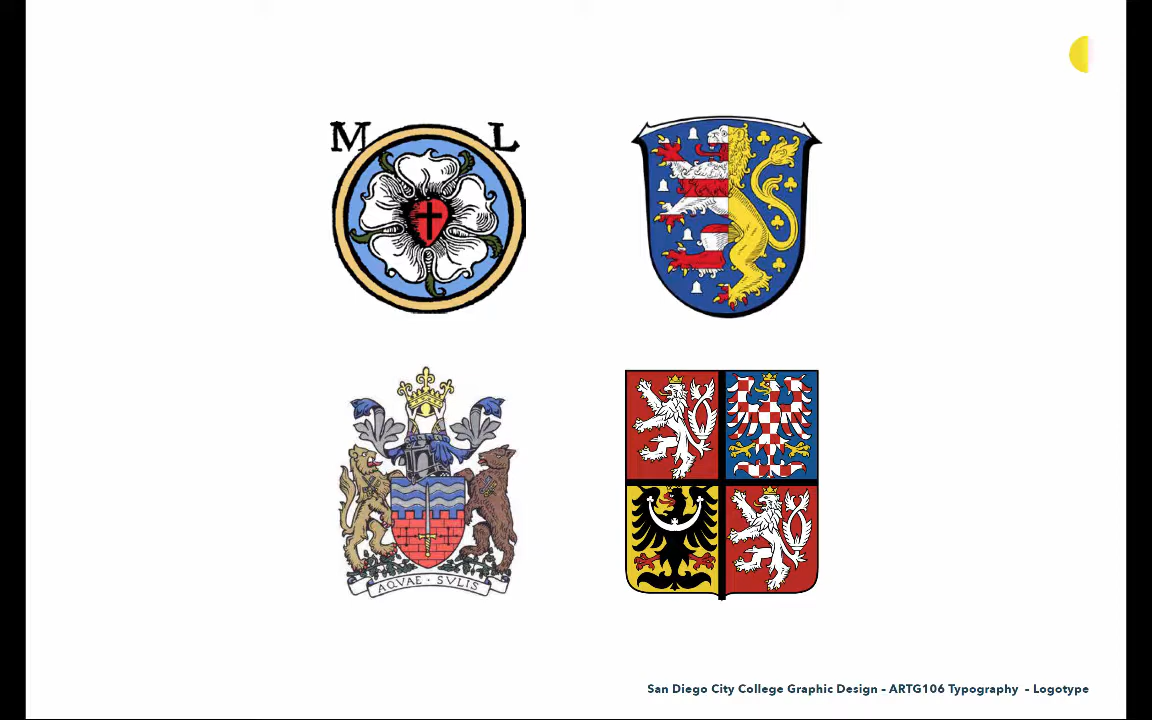 M L
AQVAE · SVLIS
San Diego City College Graphic Design – ARTG106 Typography – Logotype